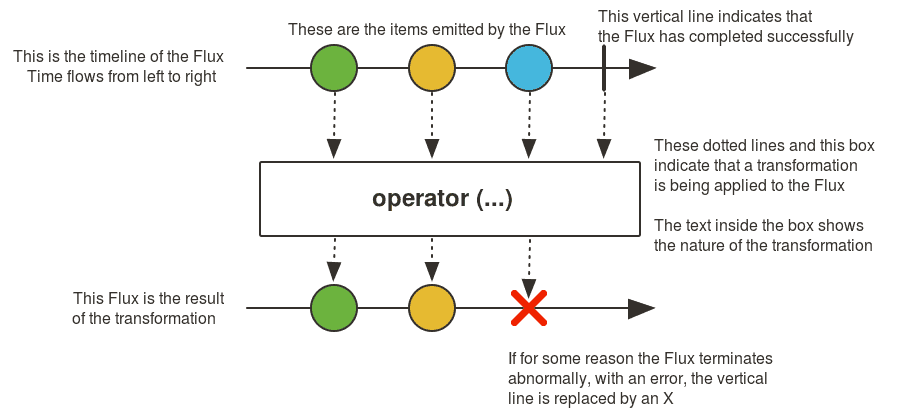 These are the items emitted by the Flux
This vertical line indicates that
the Flux has completed successfully
This is the timeline of the Flux
Time flows from left to right
These dotted lines and this box
indicate that a transformation
is being applied to the Flux
operator (...)
The text inside the box shows
the nature of the transformation
This Flux is the result
of the transformation
If for some reason the Flux terminates
abnormally, with an error, the vertical
line is replaced by an X